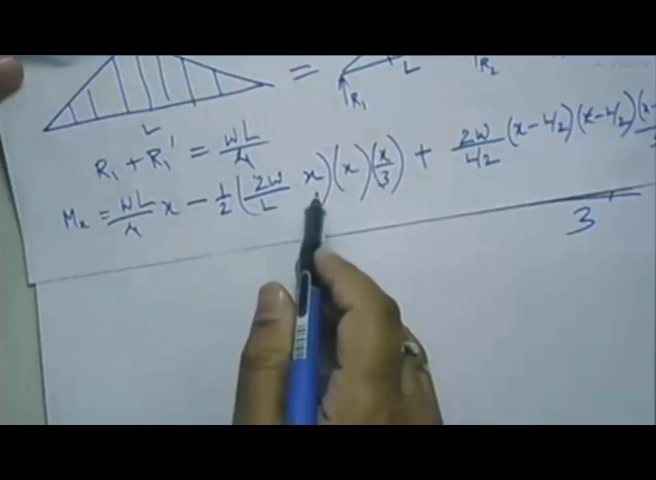 L = L
R₁ R₂
R₁ + R₁' = wL/4
Mx = wL/4 x - 1/2 (2w/L x)(x)(x/3) + 2w/L/2 (x-L/2)(x-L/2)
3